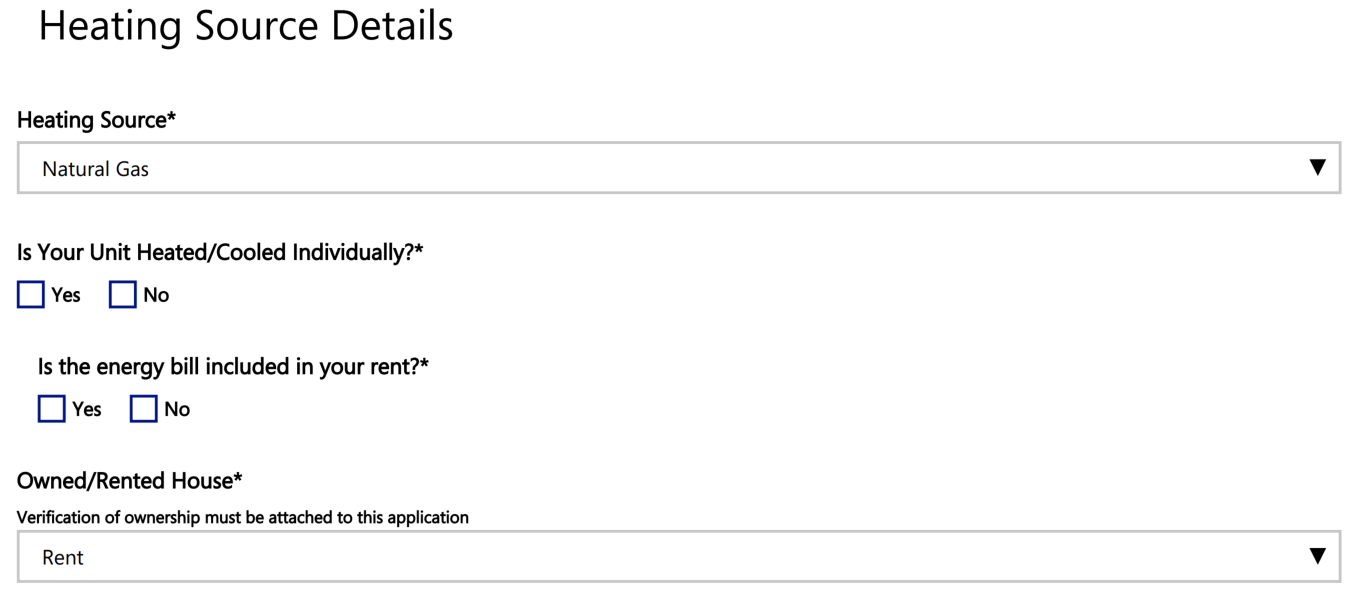 Heating Source Details
Heating Source*
Natural Gas
Is Your Unit Heated/Cooled Individually?*
Yes No
Is the energy bill included in your rent?*
Yes No
Owned/Rented House*
Verification of ownership must be attached to this application
Rent